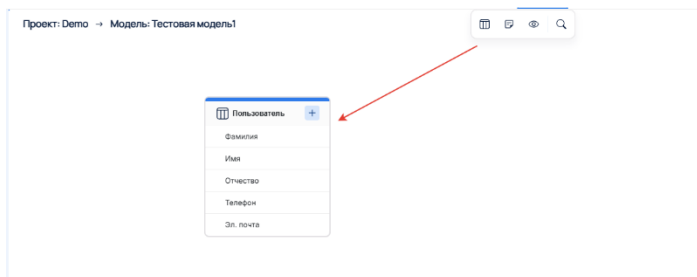 Проект: Demo → Модель: Тестовая модель1
Пользователь +
Фамилия
Имя
Отчество
Телефон
Эл. почта